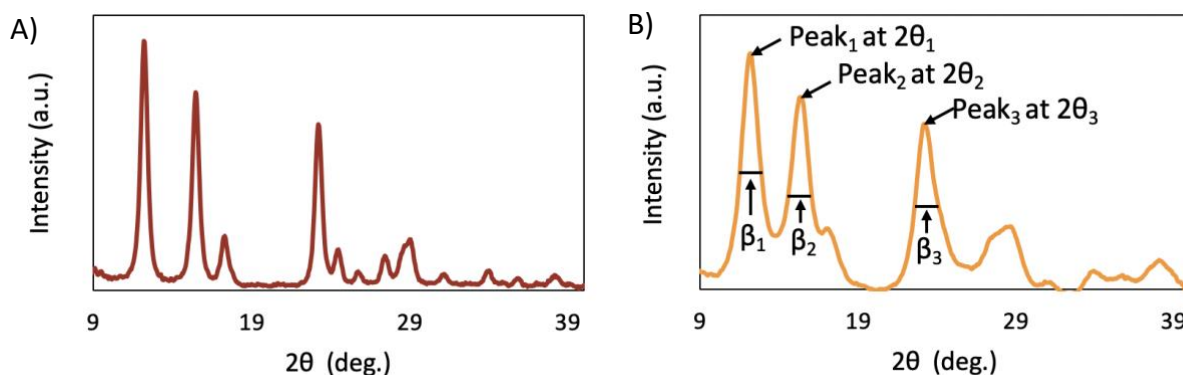 A)
Intensity (a.u.)
9 19 29 39
2θ (deg.)
B)
Peak₁ at 2θ₁
Peak₂ at 2θ₂
Peak₃ at 2θ₃
β₁
β₂
β₃
Intensity (a.u.)
9 19 29 39
2θ (deg.)